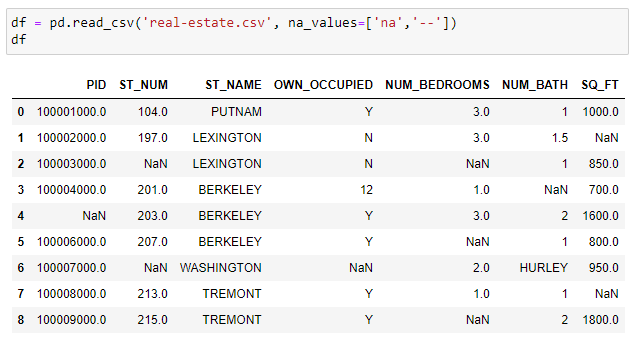 df = pd.read_csv('real-estate.csv', na_values=['na','--'])
df
PID ST_NUM ST_NAME OWN_OCCUPIED NUM_BEDROOMS NUM_BATH SQ_FT
0 100001000.0 104.0 PUTNAM Y 3.0 1 1000.0
1 100002000.0 197.0 LEXINGTON N 3.0 1.5 NaN
2 100003000.0 NaN LEXINGTON N NaN 1 850.0
3 100004000.0 201.0 BERKELEY 12 1.0 NaN 700.0
4 NaN 203.0 BERKELEY Y 3.0 2 1600.0
5 100006000.0 207.0 BERKELEY Y NaN 1 800.0
6 100007000.0 NaN WASHINGTON NaN 2.0 HURLEY 950.0
7 100008000.0 213.0 TREMONT Y 1.0 1 NaN
8 100009000.0 215.0 TREMONT Y NaN 2 1800.0